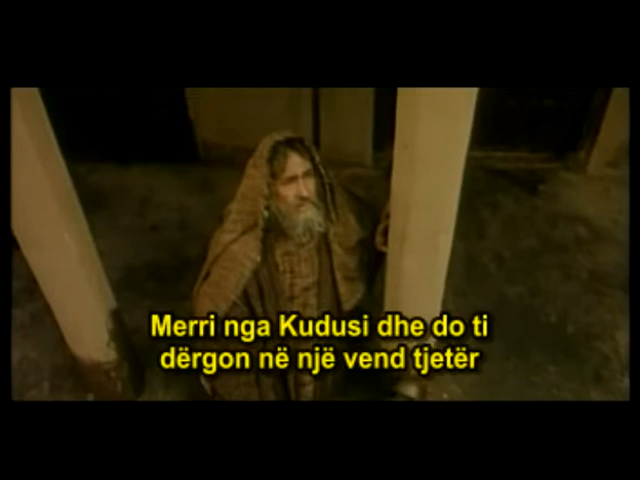 Merri nga Kudusi dhe do ti
dërgon në një vend tjetër